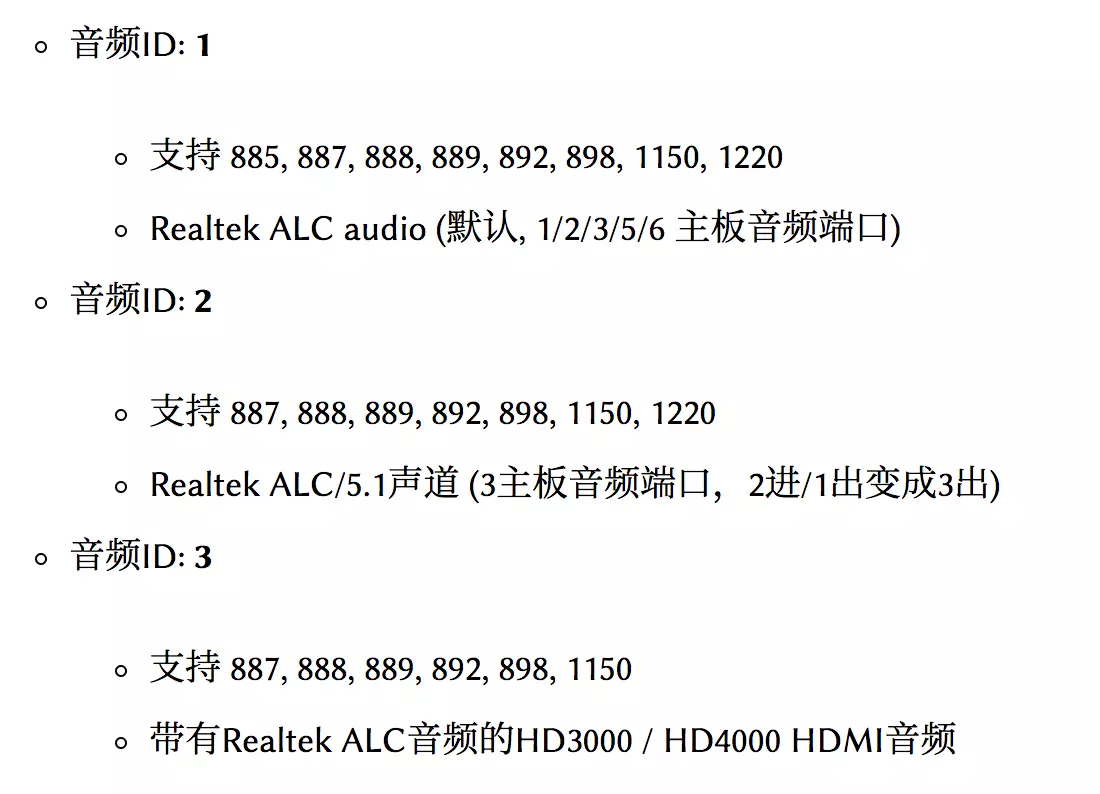 音频ID: 1
支持 885, 887, 888, 889, 892, 898, 1150, 1220
Realtek ALC audio (默认, 1/2/3/5/6 主板音频端口)
音频ID: 2
支持 887, 888, 889, 892, 898, 1150, 1220
Realtek ALC/5.1声道 (3主板音频端口，2进/1出变成3出)
音频ID: 3
支持 887, 888, 889, 892, 898, 1150
带有Realtek ALC音频的HD3000 / HD4000 HDMI音频